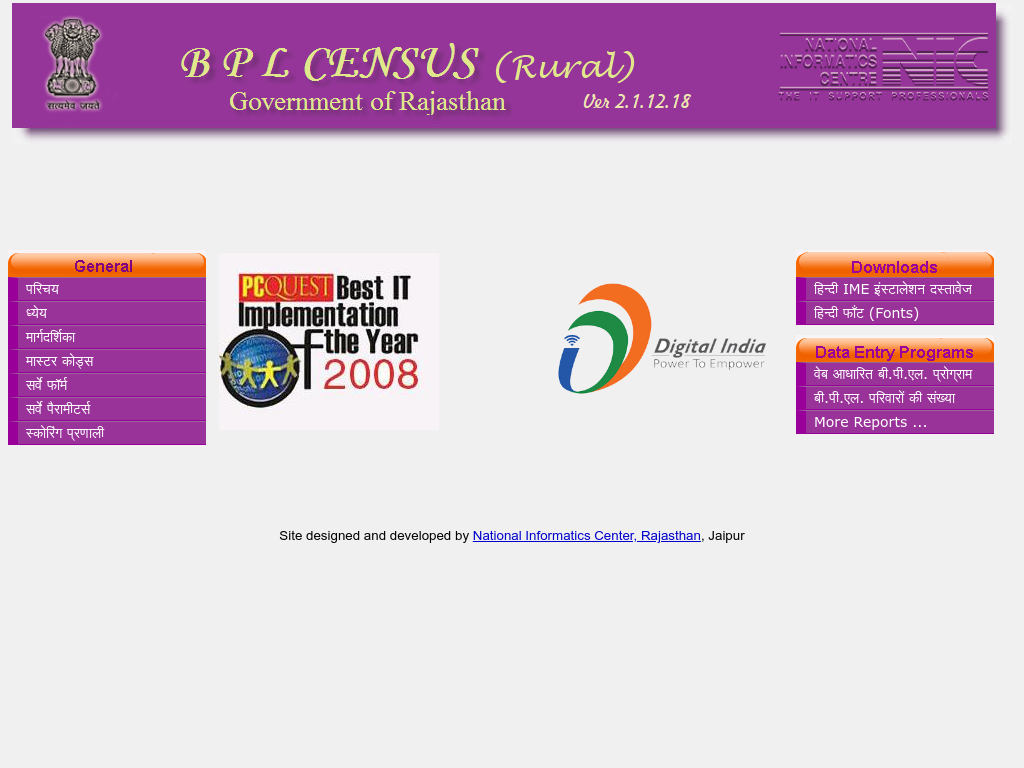 सत्यमेव जयते
B P L CENSUS (Rural)
Government of Rajasthan
Ver 2.1.12.18
NATIONAL
INFORMATICS
CENTRE
NIC
THE IT SUPPORT PROFESSIONALS
General
परिचय
ध्येय
मार्गदर्शिका
मास्टर कोड्स
सर्वे फॉर्म
सर्वे पैरामीटर्स
स्कोरिंग प्रणाली
PCQUEST Best IT
Implementation
Of the Year
2008
Digital India
Power To Empower
Downloads
हिन्दी IME इंस्टालेशन दस्तावेज
हिन्दी फोंट (Fonts)
Data Entry Programs
वेब आधारित बी.पी.एल. प्रोग्राम
बी.पी.एल. परिवारों की संख्या
More Reports ...
Site designed and developed by National Informatics Center, Rajasthan, Jaipur